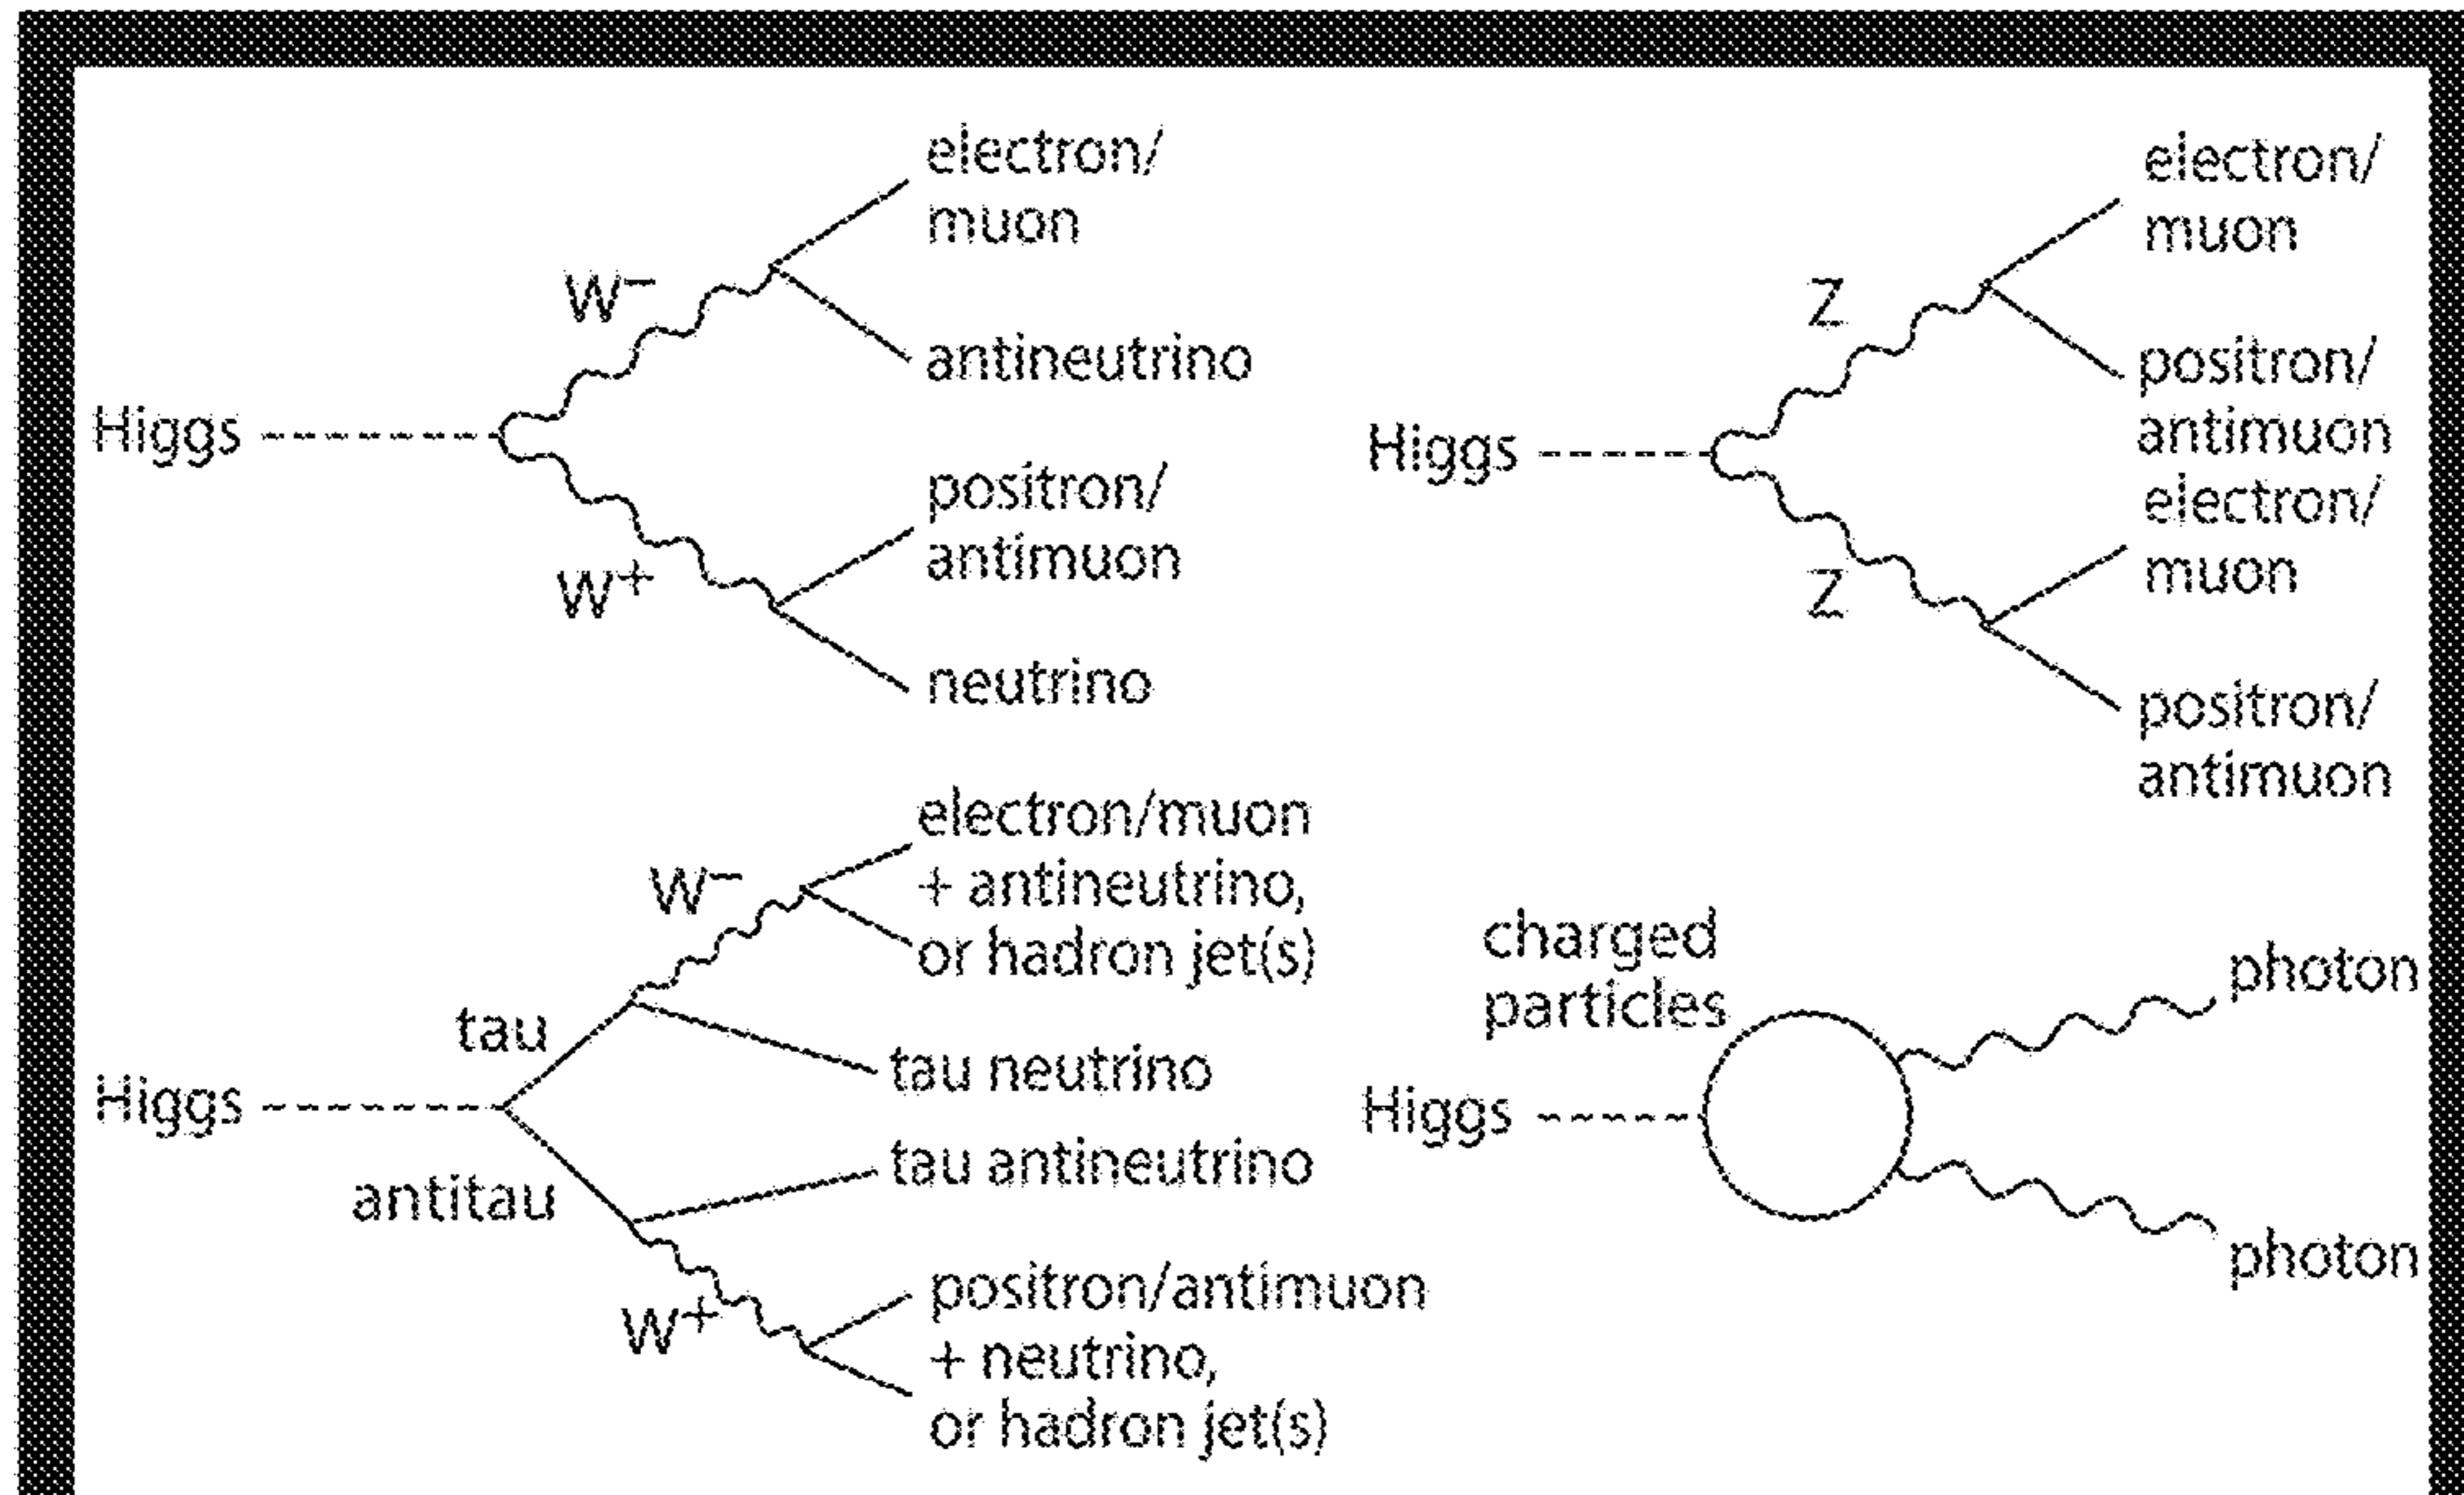 electron/
muon
W−
antineutrino
Higgs
positron/
antimuon
W+
neutrino
electron/
muon
Z
positron/
antimuon
Higgs
electron/
muon
Z
positron/
antimuon
electron/muon
W−
+ antineutrino,
or hadron jet(s)
tau
tau neutrino
Higgs
tau antineutrino
antitau
positron/antimuon
W+
+ neutrino,
or hadron jet(s)
charged
particles
photon
Higgs
photon